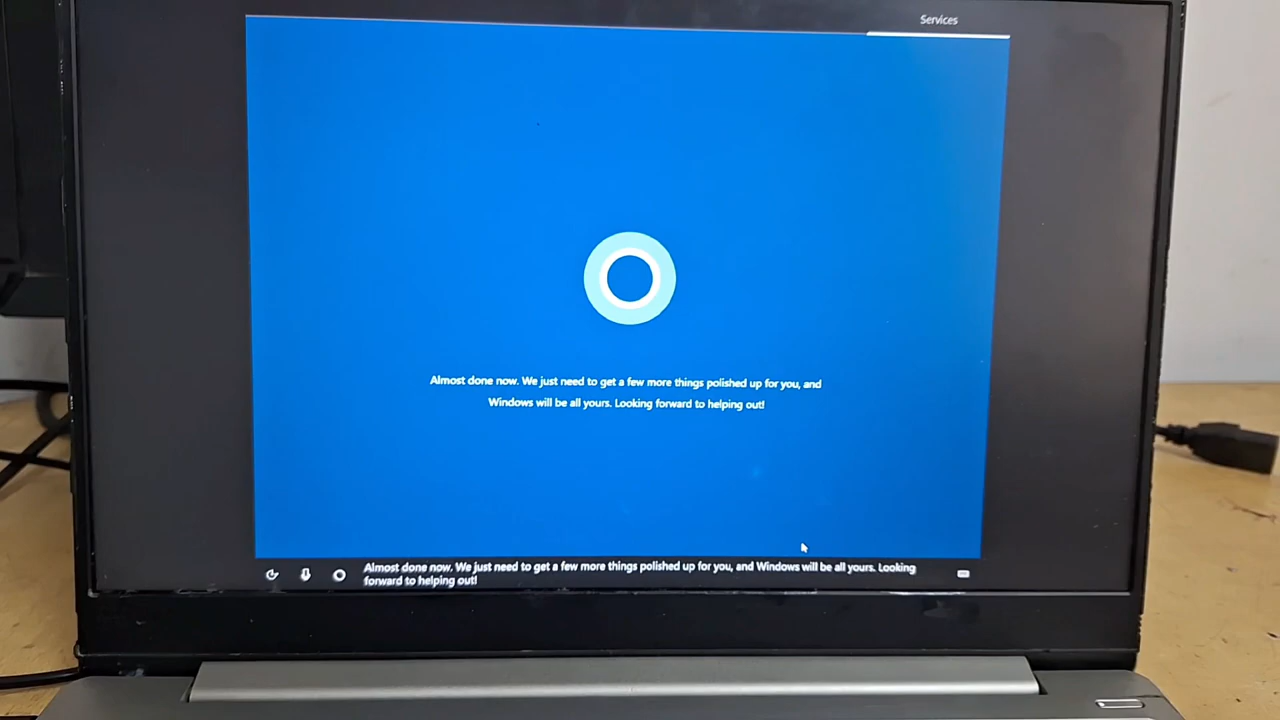 Services
Almost done now. We just need to get a few more things polished up for you, and
Windows will be all yours. Looking forward to helping out!
Almost done now. We just need to get a few more things polished up for you, and Windows will be all yours. Looking
forward to helping out!